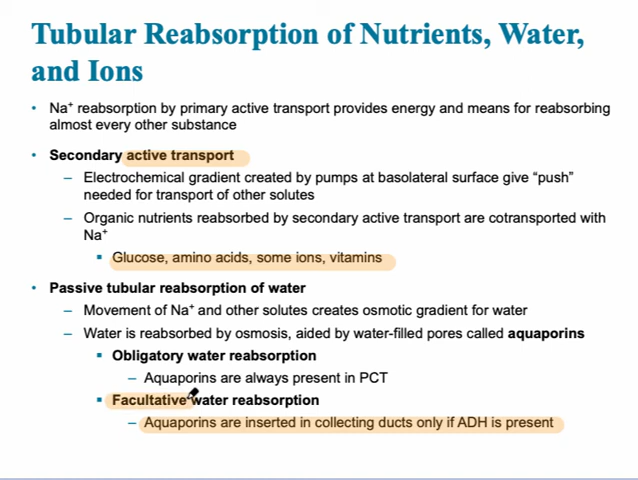 Tubular Reabsorption of Nutrients, Water,
and Ions
• Na⁺ reabsorption by primary active transport provides energy and means for reabsorbing
almost every other substance
• Secondary active transport
– Electrochemical gradient created by pumps at basolateral surface give “push”
needed for transport of other solutes
– Organic nutrients reabsorbed by secondary active transport are cotransported with
Na⁺
▪ Glucose, amino acids, some ions, vitamins
• Passive tubular reabsorption of water
– Movement of Na⁺ and other solutes creates osmotic gradient for water
– Water is reabsorbed by osmosis, aided by water-filled pores called aquaporins
▪ Obligatory water reabsorption
– Aquaporins are always present in PCT
▪ Facultative water reabsorption
– Aquaporins are inserted in collecting ducts only if ADH is present